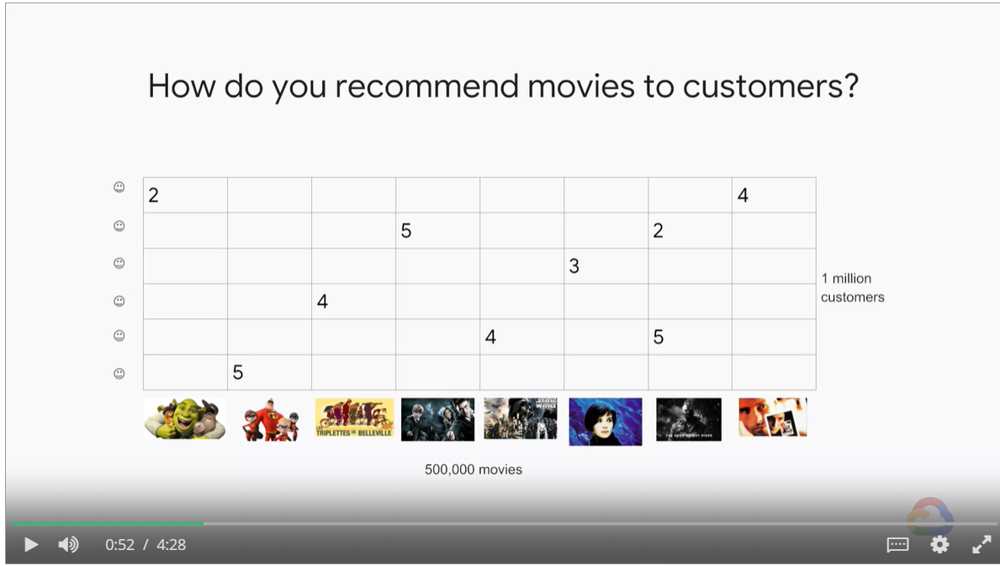 How do you recommend movies to customers?
2 4
5 2
3
4
4 5
5
1 million
customers
LES
TRIPLETTES DE BELLEVILLE
STAR
WARS
THE DARK KNIGHT RISES
500,000 movies
0:52 / 4:28